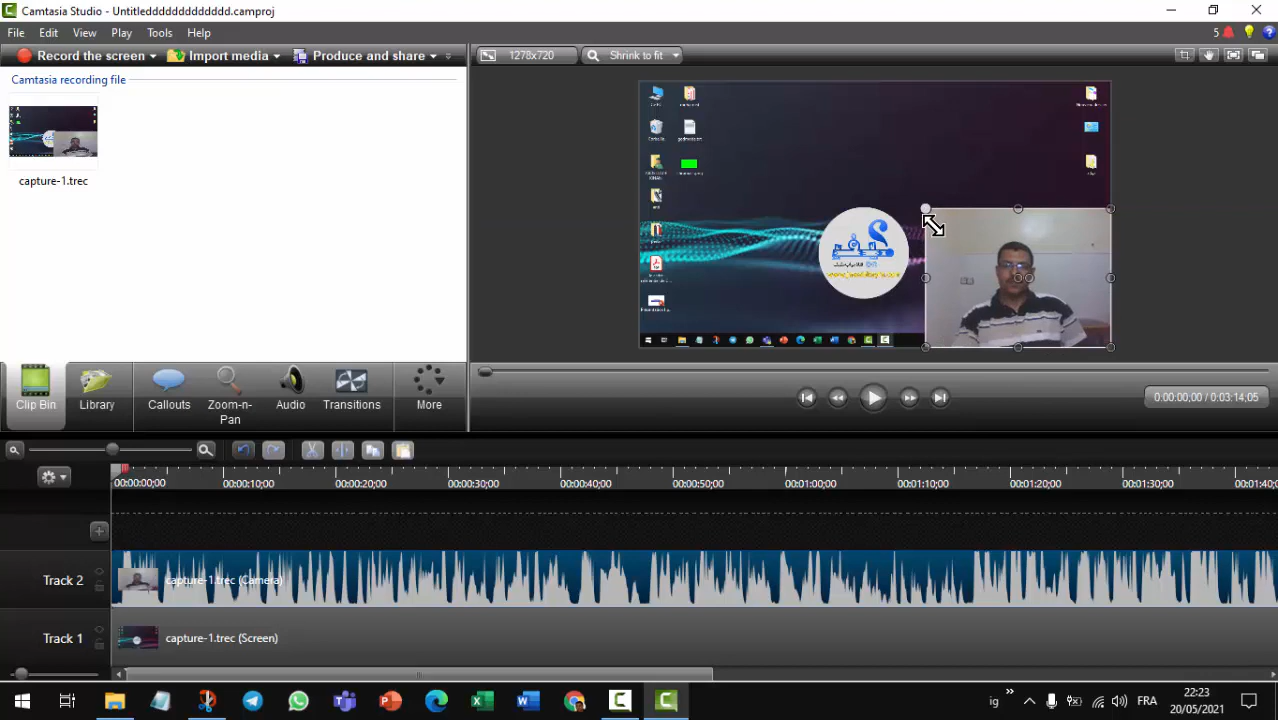 Camtasia Studio - Untitleddddddddddddd.camproj
File Edit View Play Tools Help
5
Record the screen Import media Produce and share
1278x720 Shrink to fit
Camtasia recording file
capture-1.trec
Clip Bin Library Callouts Zoom-n-Pan Audio Transitions More
0:00:00;00 / 0:03:14;05
00:00:00;00 00:00:10;00 00:00:20;00 00:00:30;00 00:00:40;00 00:00:50;00 00:01:00;00 00:01:10;00 00:01:20;00 00:01:30;00
Track 2 capture-1.trec (Camera)
Track 1 capture-1.trec (Screen)
ig FRA
22:23
20/05/2021